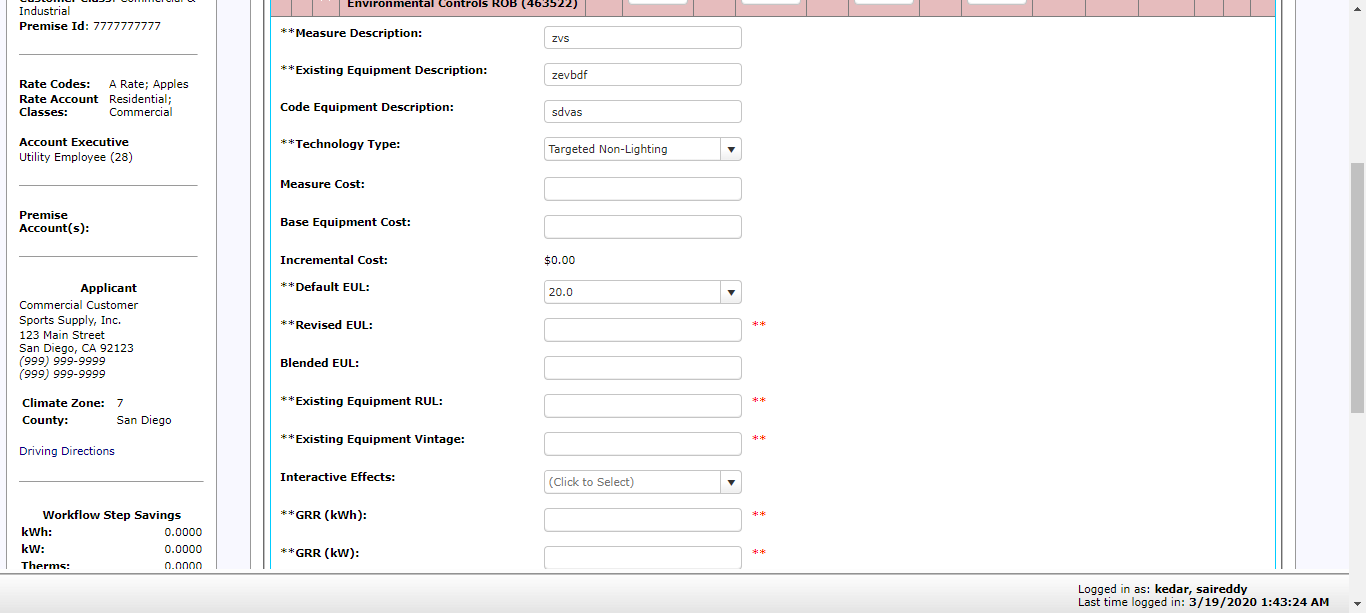 Customer Class: Commercial &
Industrial
Premise Id: 7777777777
Rate Codes: A Rate; Apples
Rate Account Residential;
Classes: Commercial
Account Executive
Utility Employee (28)
Premise
Account(s):
Applicant
Commercial Customer
Sports Supply, Inc.
123 Main Street
San Diego, CA 92123
(999) 999-9999
(999) 999-9999
Climate Zone: 7
County: San Diego
Driving Directions
Workflow Step Savings
kWh: 0.0000
kW: 0.0000
Therms: 0.0000
Environmental Controls ROB (463522)
**Measure Description: zvs
**Existing Equipment Description: zevbdf
Code Equipment Description: sdvas
**Technology Type: Targeted Non-Lighting
Measure Cost:
Base Equipment Cost:
Incremental Cost: $0.00
**Default EUL: 20.0
**Revised EUL: **
Blended EUL:
**Existing Equipment RUL: **
**Existing Equipment Vintage: **
Interactive Effects: (Click to Select)
**GRR (kWh): **
**GRR (kW): **
Logged in as: kedar, saireddy
Last time logged in: 3/19/2020 1:43:24 AM